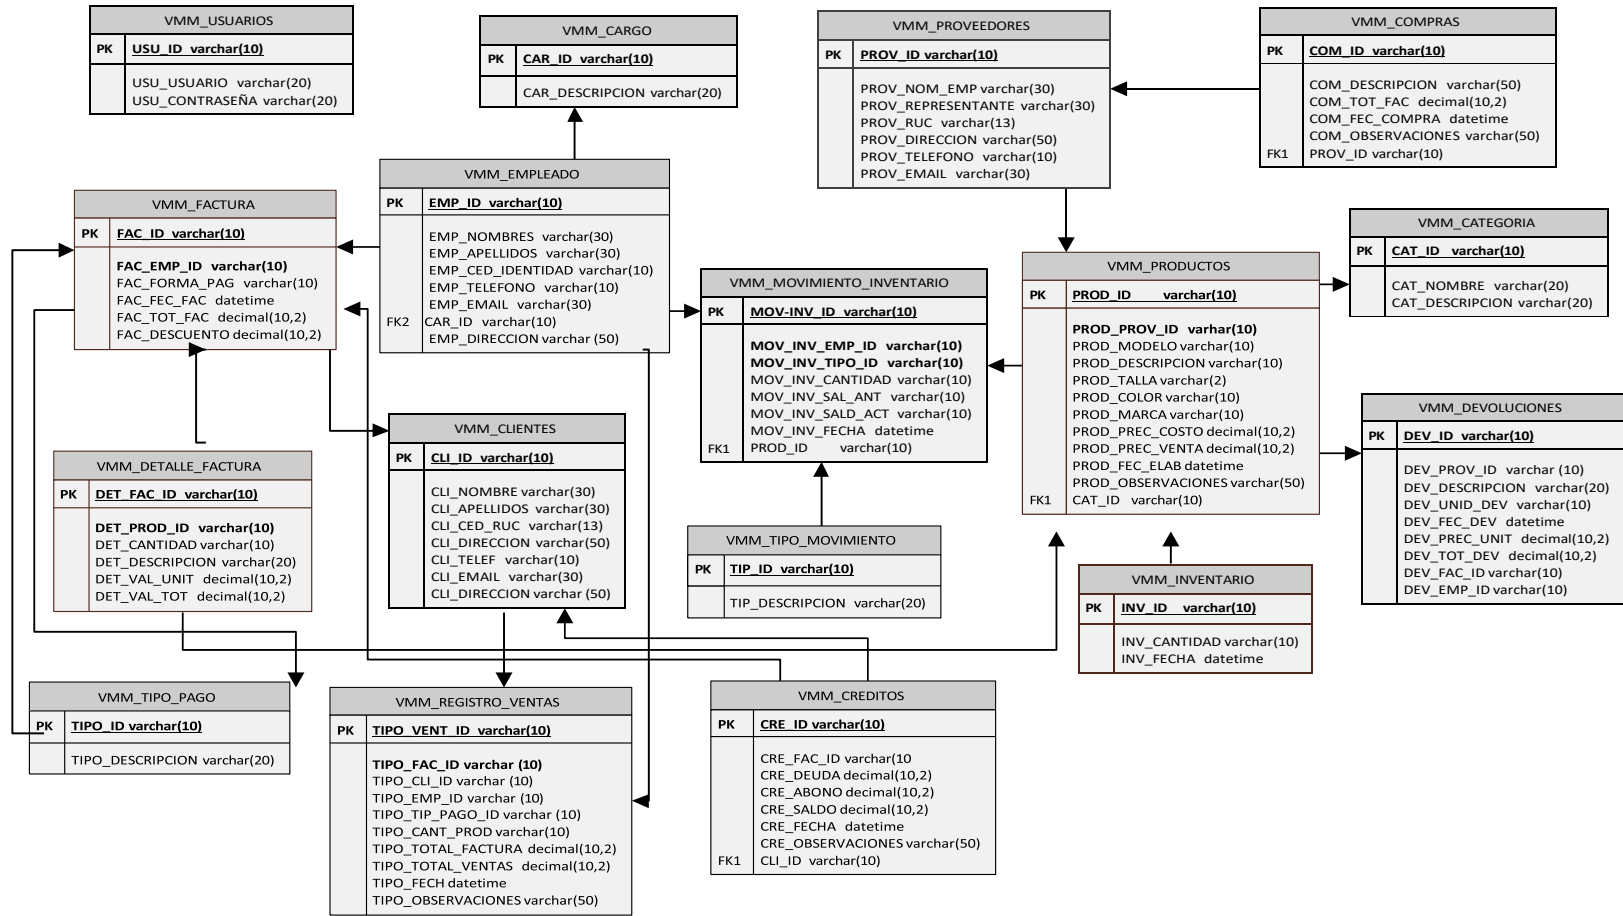 VMM_USUARIOS
PK USU_ID varchar(10)
USU_USUARIO varchar(20)
USU_CONTRASEÑA varchar(20)
VMM_CARGO
PK CAR_ID varchar(10)
CAR_DESCRIPCION varchar(20)
VMM_PROVEEDORES
PK PROV_ID varchar(10)
PROV_NOM_EMP varchar(30)
PROV_REPRESENTANTE varchar(30)
PROV_RUC varchar(13)
PROV_DIRECCION varchar(50)
PROV_TELEFONO varchar(10)
PROV_EMAIL varchar(30)
VMM_COMPRAS
PK COM_ID varchar(10)
COM_DESCRIPCION varchar(50)
COM_TOT_FAC decimal(10,2)
COM_FEC_COMPRA datetime
COM_OBSERVACIONES varchar(50)
FK1 PROV_ID varchar(10)
VMM_FACTURA
PK FAC_ID varchar(10)
FAC_EMP_ID varchar(10)
FAC_FORMA_PAG varchar(10)
FAC_FEC_FAC datetime
FAC_TOT_FAC decimal(10,2)
FAC_DESCUENTO decimal(10,2)
VMM_EMPLEADO
PK EMP_ID varchar(10)
EMP_NOMBRES varchar(30)
EMP_APELLIDOS varchar(30)
EMP_CED_IDENTIDAD varchar(10)
EMP_TELEFONO varchar(10)
EMP_EMAIL varchar(30)
FK2 CAR_ID varchar(10)
EMP_DIRECCION varchar (50)
VMM_MOVIMIENTO_INVENTARIO
PK MOV-INV_ID varchar(10)
MOV_INV_EMP_ID varchar(10)
MOV_INV_TIPO_ID varchar(10)
MOV_INV_CANTIDAD varchar(10)
MOV_INV_SAL_ANT varchar(10)
MOV_INV_SALD_ACT varchar(10)
MOV_INV_FECHA datetime
FK1 PROD_ID varchar(10)
VMM_PRODUCTOS
PK PROD_ID varchar(10)
PROD_PROV_ID varhar(10)
PROD_MODELO varchar(10)
PROD_DESCRIPCION varchar(10)
PROD_TALLA varchar(2)
PROD_COLOR varchar(10)
PROD_MARCA varchar(10)
PROD_PREC_COSTO decimal(10,2)
PROD_PREC_VENTA decimal(10,2)
PROD_FEC_ELAB datetime
PROD_OBSERVACIONES varchar(50)
FK1 CAT_ID varchar(10)
VMM_CATEGORIA
PK CAT_ID varchar(10)
CAT_NOMBRE varchar(20)
CAT_DESCRIPCION varchar(20)
VMM_DEVOLUCIONES
PK DEV_ID varchar(10)
DEV_PROV_ID varchar (10)
DEV_DESCRIPCION varchar(20)
DEV_UNID_DEV varchar(10)
DEV_FEC_DEV datetime
DEV_PREC_UNIT decimal(10,2)
DEV_TOT_DEV decimal(10,2)
DEV_FAC_ID varchar(10)
DEV_EMP_ID varchar(10)
VMM_DETALLE_FACTURA
PK DET_FAC_ID varchar(10)
DET_PROD_ID varchar(10)
DET_CANTIDAD varchar(10)
DET_DESCRIPCION varchar(20)
DET_VAL_UNIT decimal(10,2)
DET_VAL_TOT decimal(10,2)
VMM_CLIENTES
PK CLI_ID varchar(10)
CLI_NOMBRE varchar(30)
CLI_APELLIDOS varchar(30)
CLI_CED_RUC varchar(13)
CLI_DIRECCION varchar(50)
CLI_TELEF varchar(10)
CLI_EMAIL varchar(30)
CLI_DIRECCION varchar (50)
VMM_TIPO_MOVIMIENTO
PK TIP_ID varchar(10)
TIP_DESCRIPCION varchar(20)
VMM_INVENTARIO
PK INV_ID varchar(10)
INV_CANTIDAD varchar(10)
INV_FECHA datetime
VMM_TIPO_PAGO
PK TIPO_ID varchar(10)
TIPO_DESCRIPCION varchar(20)
VMM_REGISTRO_VENTAS
PK TIPO_VENT_ID varchar(10)
TIPO_FAC_ID varchar (10)
TIPO_CLI_ID varchar (10)
TIPO_EMP_ID varchar (10)
TIPO_TIP_PAGO_ID varchar (10)
TIPO_CANT_PROD varchar(10)
TIPO_TOTAL_FACTURA decimal(10,2)
TIPO_TOTAL_VENTAS decimal(10,2)
TIPO_FECH datetime
TIPO_OBSERVACIONES varchar(50)
VMM_CREDITOS
PK CRE_ID varchar(10)
CRE_FAC_ID varchar(10
CRE_DEUDA decimal(10,2)
CRE_ABONO decimal(10,2)
CRE_SALDO decimal(10,2)
CRE_FECHA datetime
CRE_OBSERVACIONES varchar(50)
FK1 CLI_ID varchar(10)